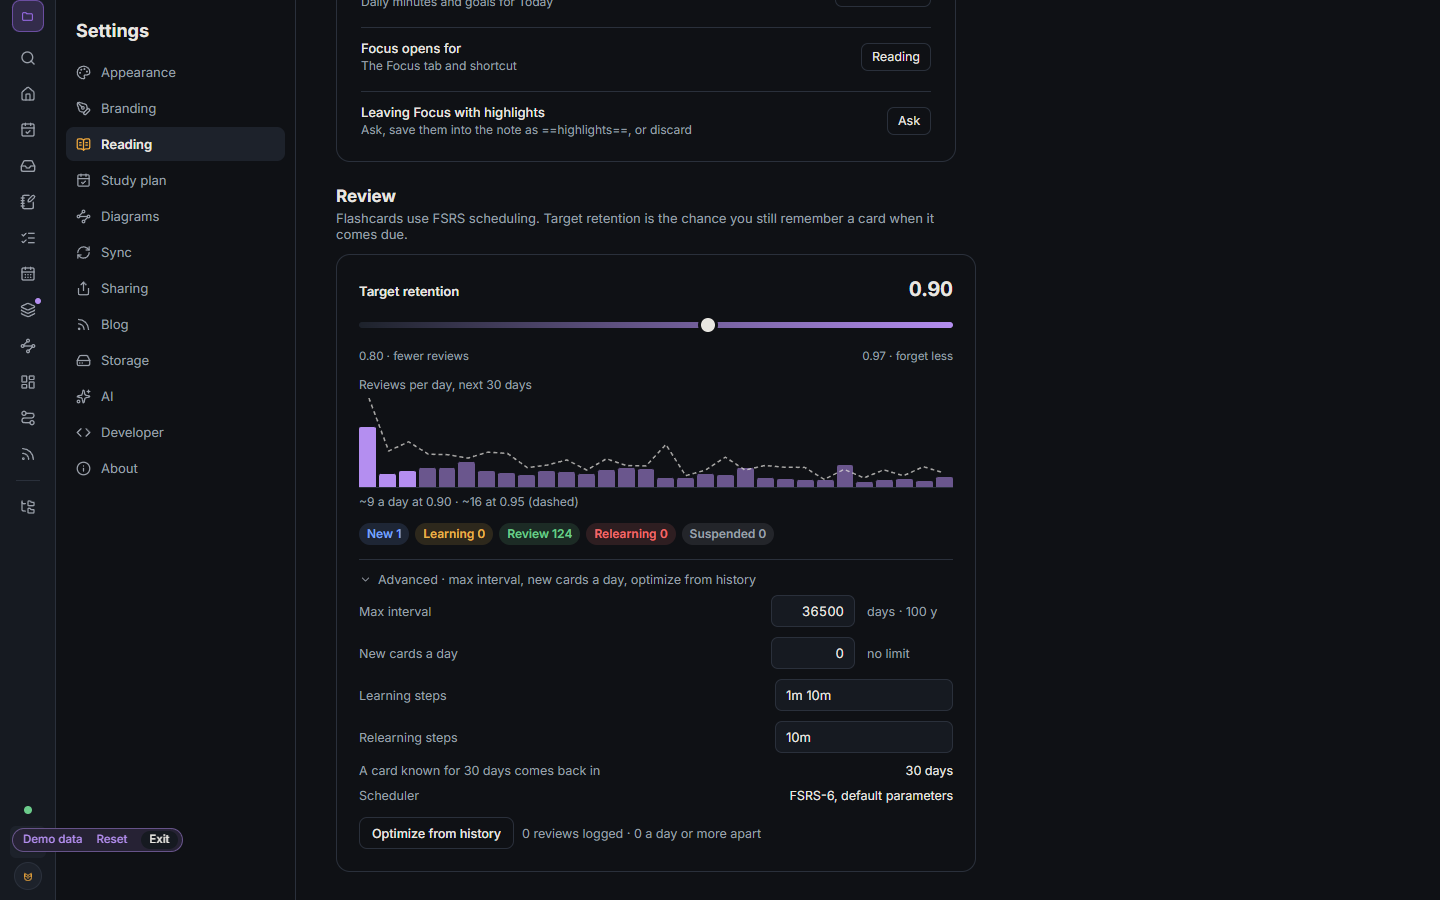 Settings
Appearance
Branding
Reading
Study plan
Diagrams
Sync
Sharing
Blog
Storage
AI
Developer
About
Demo data Reset Exit
Daily minutes and goals for Today
Focus opens for
The Focus tab and shortcut
Reading
Leaving Focus with highlights
Ask, save them into the note as ==highlights==, or discard
Ask
Review
Flashcards use FSRS scheduling. Target retention is the chance you still remember a card when it
comes due.
Target retention 0.90
0.80 · fewer reviews 0.97 · forget less
Reviews per day, next 30 days
~9 a day at 0.90 · ~16 at 0.95 (dashed)
New 1 Learning 0 Review 124 Relearning 0 Suspended 0
Advanced · max interval, new cards a day, optimize from history
Max interval 36500 days · 100 y
New cards a day 0 no limit
Learning steps 1m 10m
Relearning steps 10m
A card known for 30 days comes back in 30 days
Scheduler FSRS-6, default parameters
Optimize from history 0 reviews logged · 0 a day or more apart